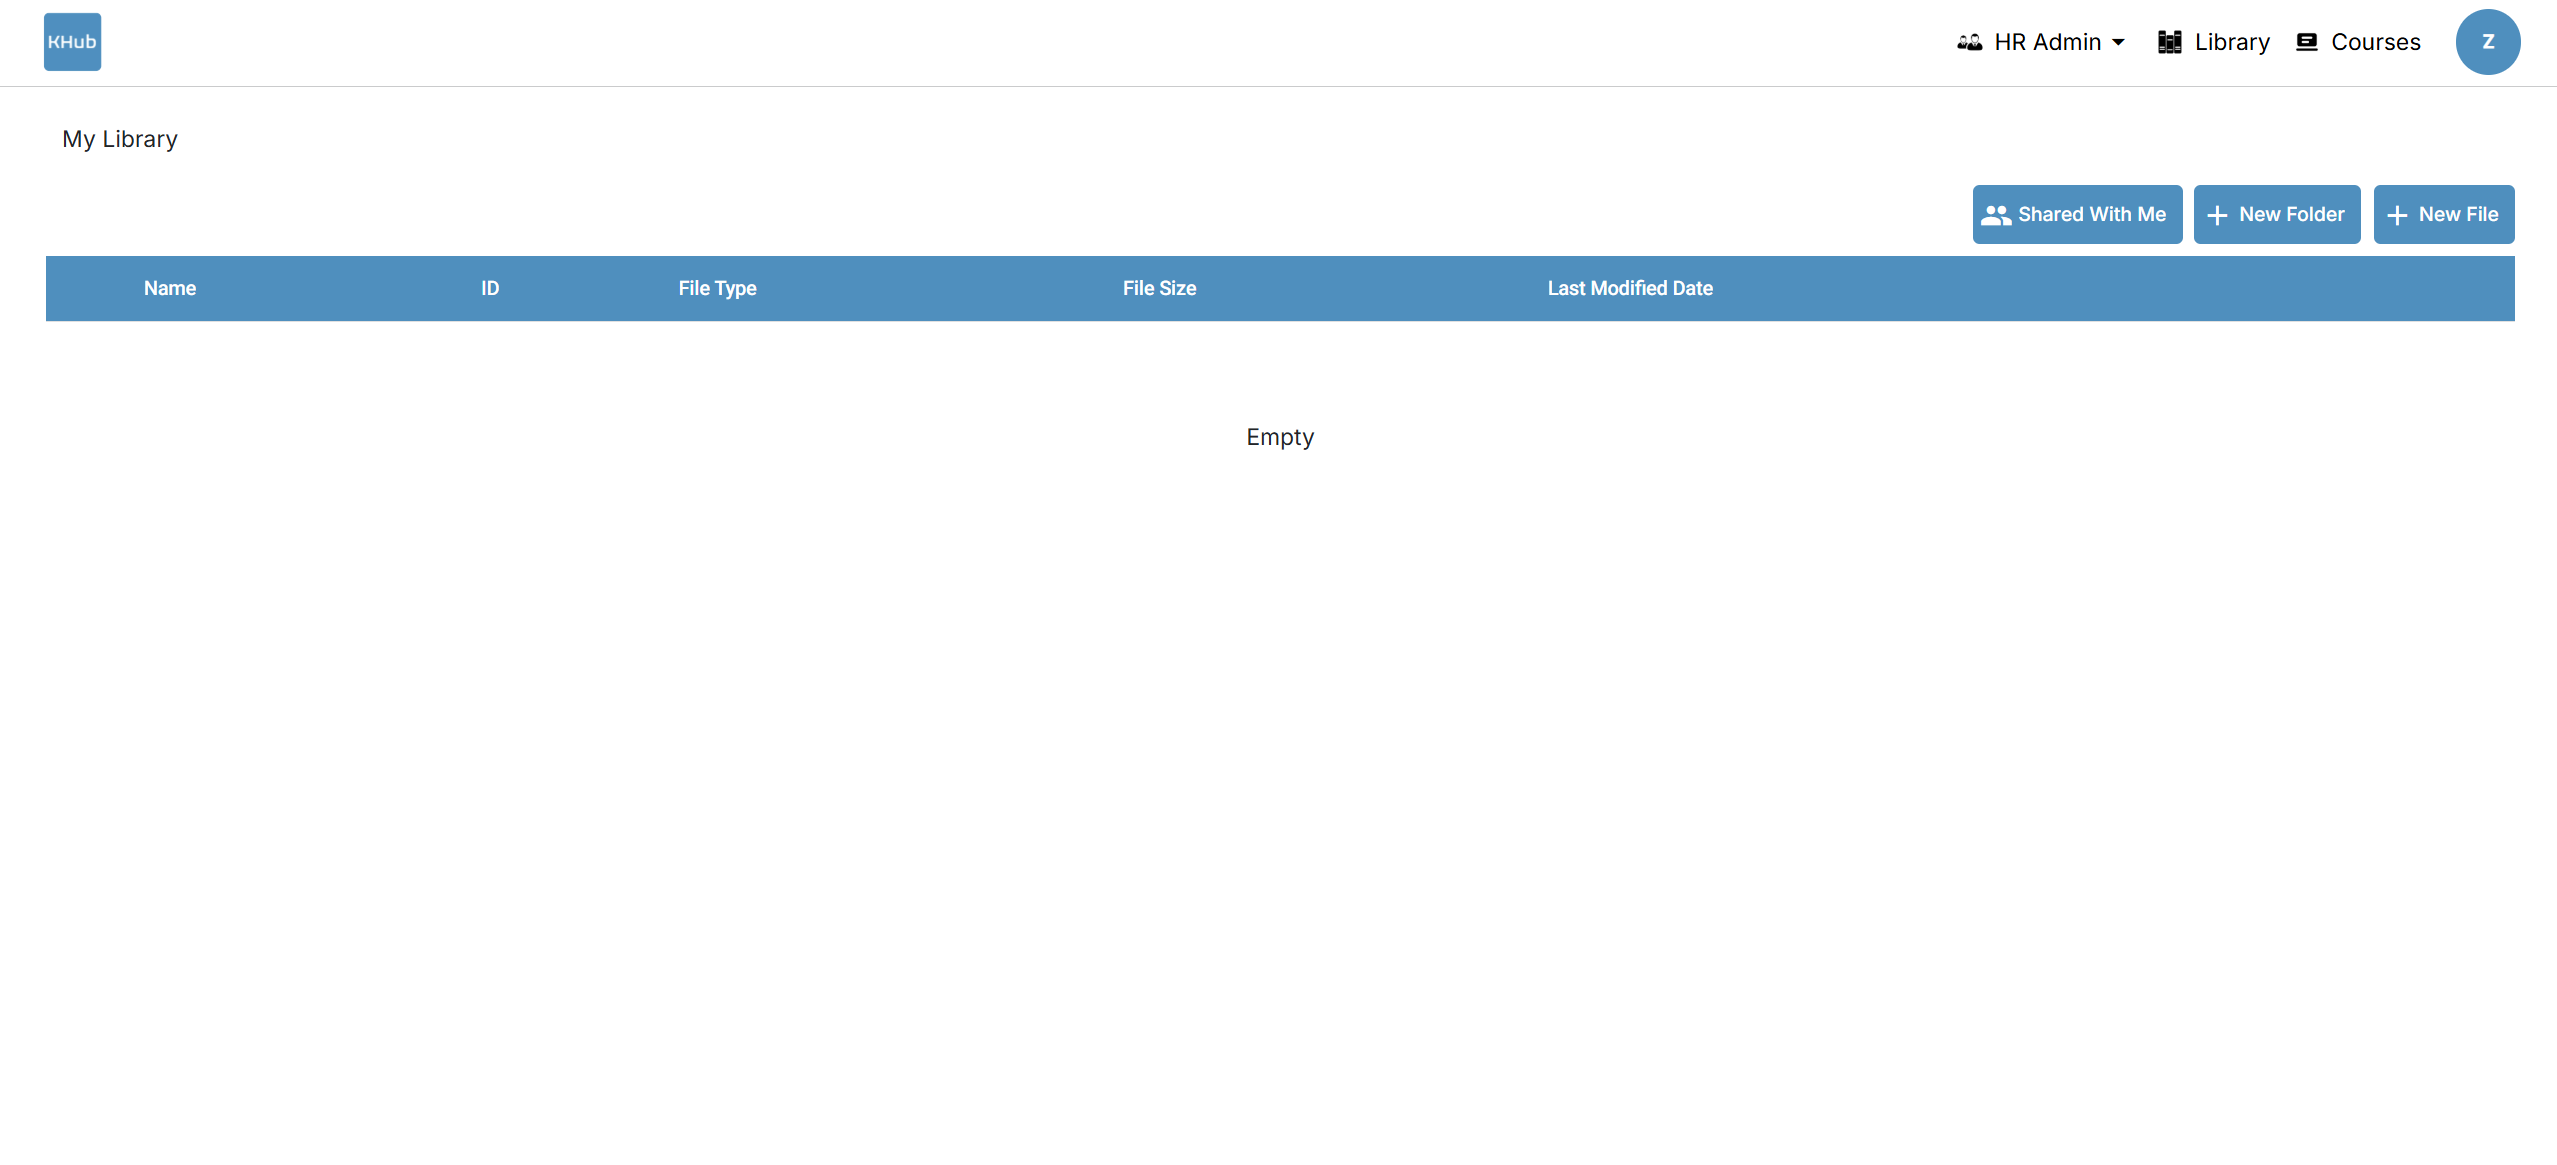 KHub
HR Admin
Library
Courses
Z
My Library
Shared With Me
New Folder
New File
Name ID File Type File Size Last Modified Date
Empty